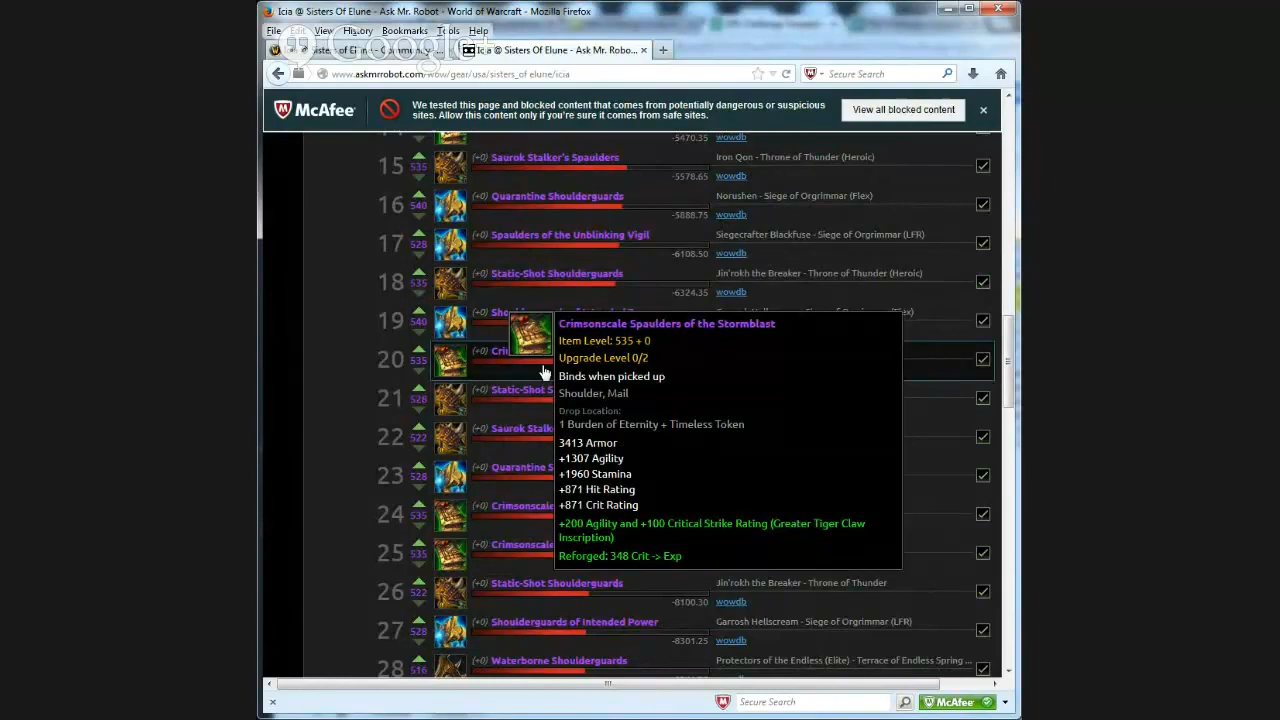 Icia @ Sisters Of Elune - Ask Mr. Robot - World of Warcraft - Mozilla Firefox
File Edit View History Bookmarks Tools Help
Google+
@ Sisters of Elune - Community ...
Icia @ Sisters Of Elune - Ask Mr. Robo...
www.askmrrobot.com/wow/gear/usa/sisters_of elune/icia
Secure Search
McAfee
We tested this page and blocked content that comes from potentially dangerous or suspicious
sites. Allow this content only if you're sure it comes from safe sites.
View all blocked content
-5470.35 wowdb
15 535 (+0) Saurok Stalker's Spaulders Iron Qon - Throne of Thunder (Heroic)
-5578.65 wowdb
16 540 (+0) Quarantine Shoulderguards Norushen - Siege of Orgrimmar (Flex)
-5888.75 wowdb
17 528 (+0) Spaulders of the Unblinking Vigil Siegecrafter Blackfuse - Siege of Orgrimmar (LFR)
-6108.50 wowdb
18 535 (+0) Static-Shot Shoulderguards Jin'rokh the Breaker - Throne of Thunder (Heroic)
-6324.35 wowdb
19 540 (+0)
20 535 (+0)
21 528 (+0) Static-Shot S
22 522 (+0) Saurok Stalk
23 528 (+0) Quarantine S
24 535 (+0) Crimsonscale
25 535 (+0) Crimsonscale
Crimsonscale Spaulders of the Stormblast
Item Level: 535 + 0
Upgrade Level 0/2
Binds when picked up
Shoulder, Mail
Drop Location:
1 Burden of Eternity + Timeless Token
3413 Armor
+1307 Agility
+1960 Stamina
+871 Hit Rating
+871 Crit Rating
+200 Agility and +100 Critical Strike Rating (Greater Tiger Claw
Inscription)
Reforged: 348 Crit -> Exp
26 522 (+0) Static-Shot Shoulderguards Jin'rokh the Breaker - Throne of Thunder
-8100.30 wowdb
27 528 (+0) Shoulderguards of Intended Power Garrosh Hellscream - Siege of Orgrimmar (LFR)
-8301.25 wowdb
28 516 (+0) Waterborne Shoulderguards Protectors of the Endless (Elite) - Terrace of Endless Spring ...
Secure Search
McAfee